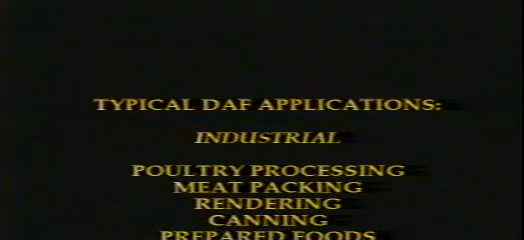 TYPICAL DAF APPLICATIONS:
INDUSTRIAL
POULTRY PROCESSING
MEAT PACKING
RENDERING
CANNING
PREPARED FOODS